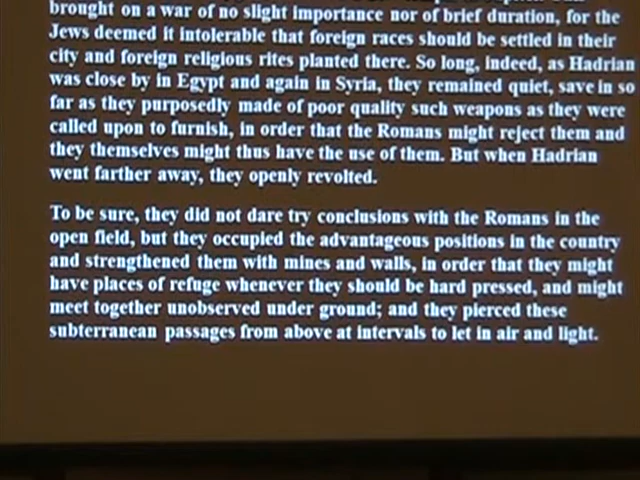 brought on a war of no slight importance nor of brief duration, for the
Jews deemed it intolerable that foreign races should be settled in their
city and foreign religious rites planted there. So long, indeed, as Hadrian
was close by in Egypt and again in Syria, they remained quiet, save in so
far as they purposedly made of poor quality such weapons as they were
called upon to furnish, in order that the Romans might reject them and
they themselves might thus have the use of them. But when Hadrian
went farther away, they openly revolted.
To be sure, they did not dare try conclusions with the Romans in the
open field, but they occupied the advantageous positions in the country
and strengthened them with mines and walls, in order that they might
have places of refuge whenever they should be hard pressed, and might
meet together unobserved under ground; and they pierced these
subterranean passages from above at intervals to let in air and light.